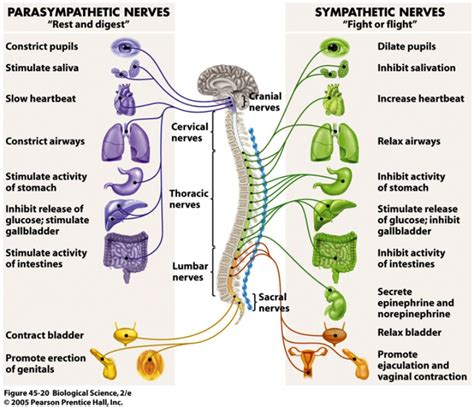 PARASYMPATHETIC NERVES
"Rest and digest"
Constrict pupils
Stimulate saliva
Slow heartbeat
Constrict airways
Stimulate activity
of stomach
Inhibit release of
glucose; stimulate
gallbladder
Stimulate activity
of intestines
Contract bladder
Promote erection
of genitals
Cranial
nerves
Cervical
nerves
Thoracic
nerves
Lumbar
nerves
Sacral
nerves
SYMPATHETIC NERVES
"Fight or flight"
Dilate pupils
Inhibit salivation
Increase heartbeat
Relax airways
Inhibit activity
of stomach
Stimulate release
of glucose; inhibit
gallbladder
Inhibit activity
of intestines
Secrete
epinephrine and
norepinephrine
Relax bladder
Promote
ejaculation and
vaginal contraction
Figure 45-20 Biological Science, 2/e
© 2005 Pearson Prentice Hall, Inc.